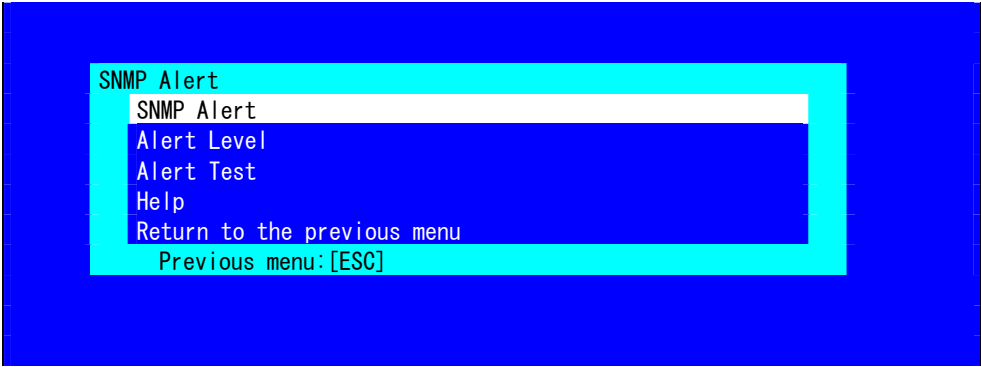 SNMP Alert
SNMP Alert
Alert Level
Alert Test
Help
Return to the previous menu
Previous menu:[ESC]